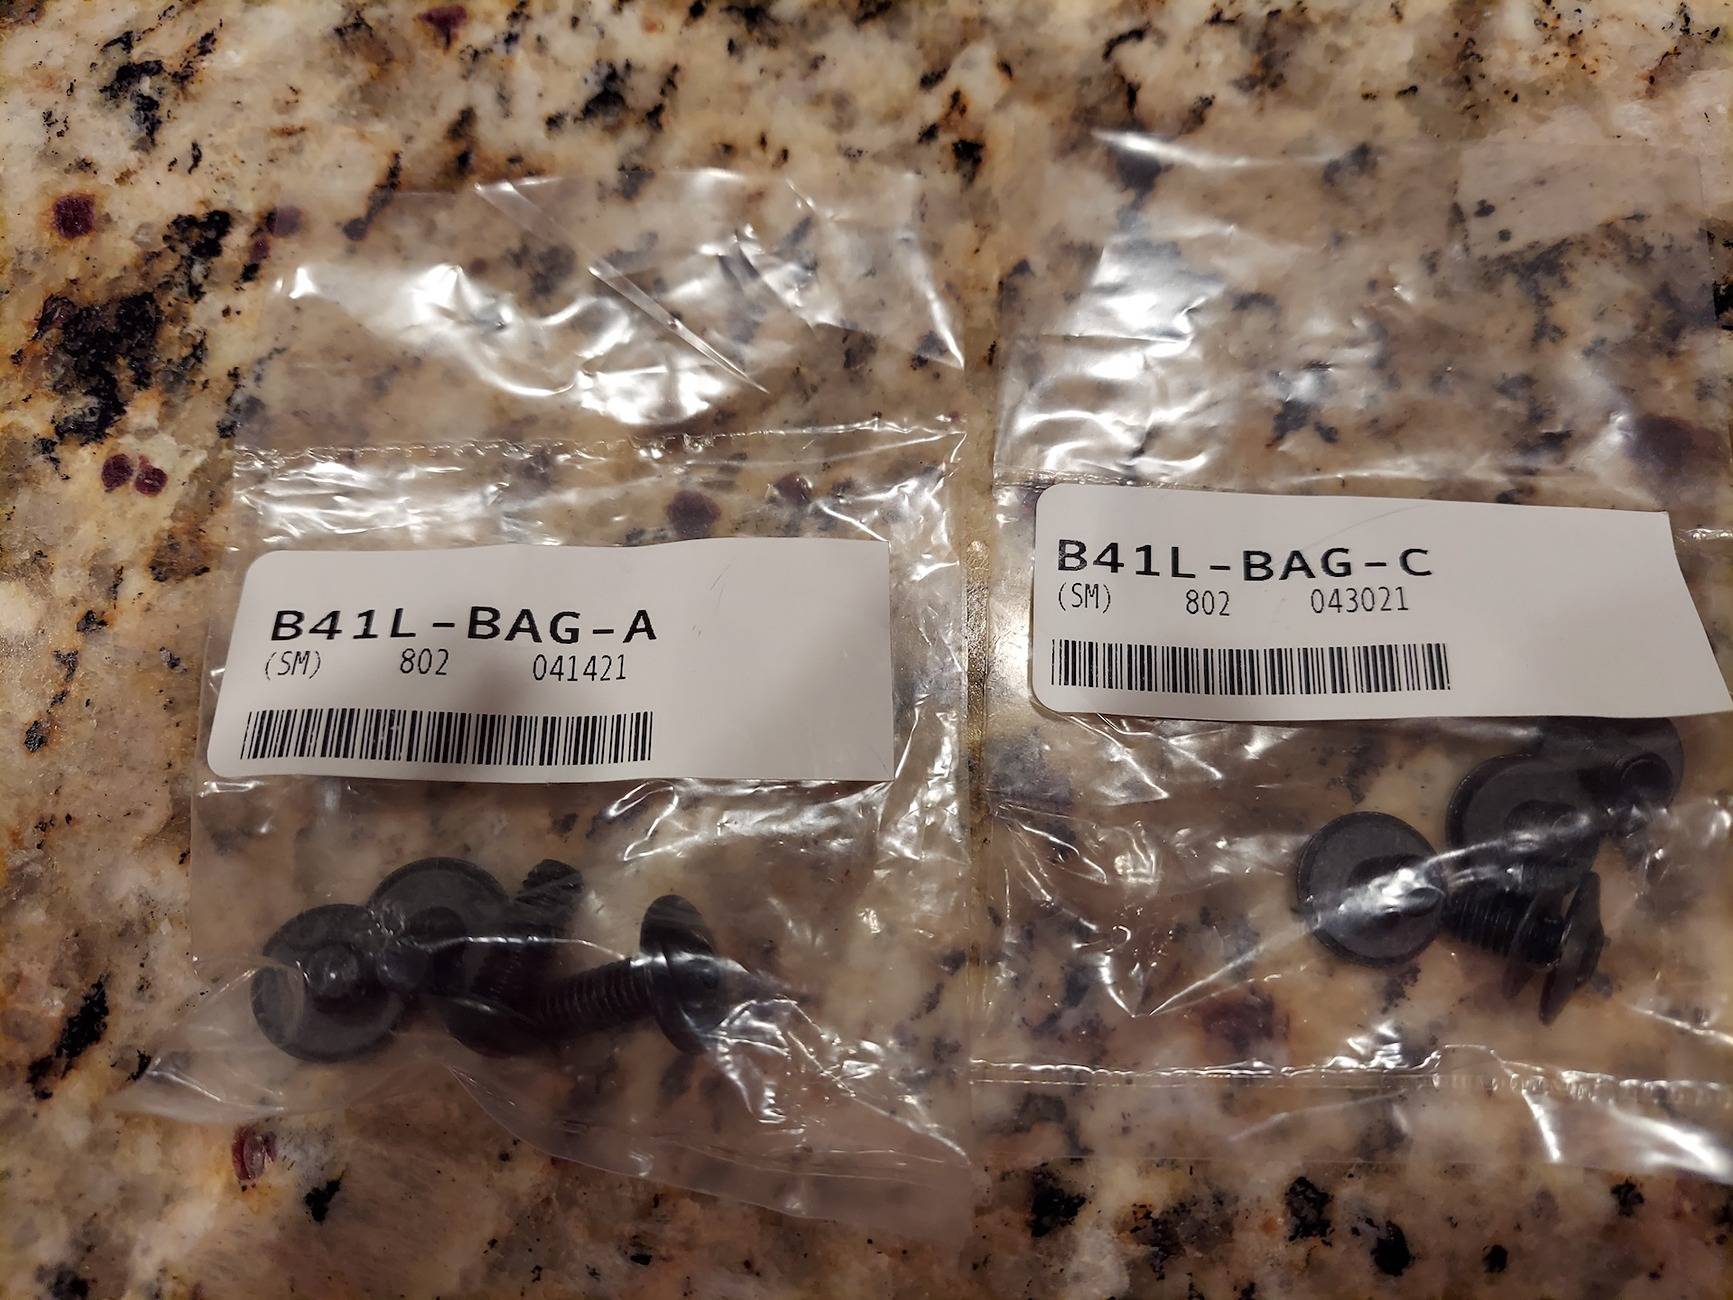 B41L-BAG-A
(SM) 802 041421
B41L-BAG-C
(SM) 802 043021